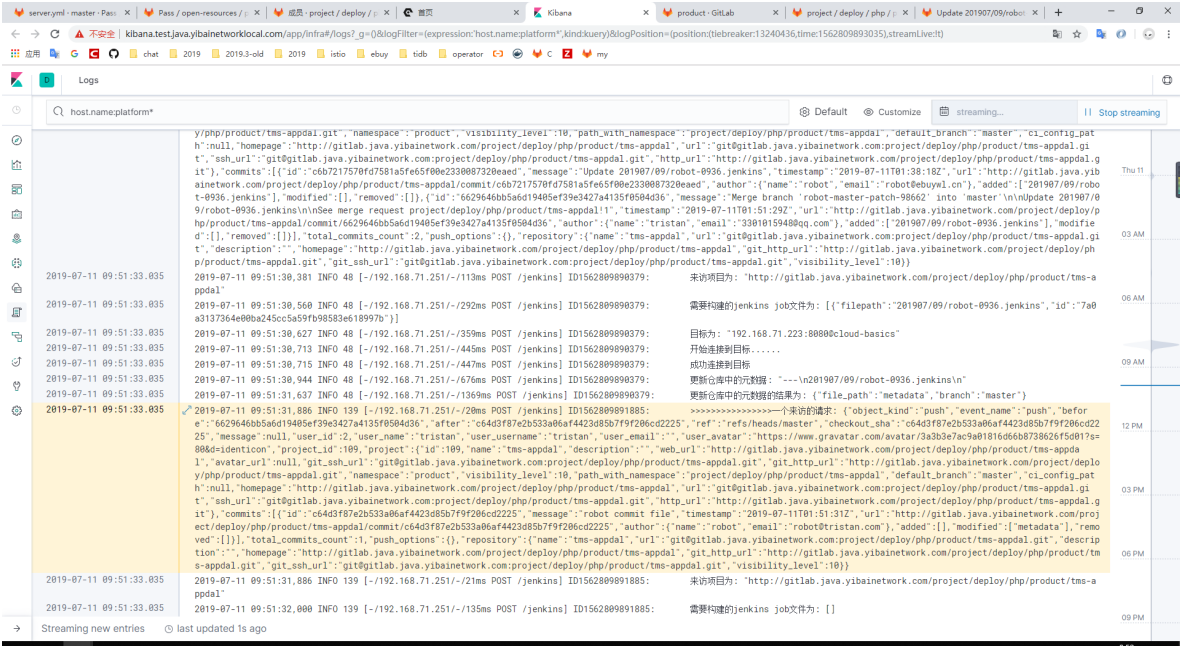 server.yml - master · Pass
Pass / open-resources / p
成员 · project / deploy / p
首页
Kibana
product · GitLab
project / deploy / php / p
Update 201907/09/robot
不安全 | kibana.test.java.yibainetworklocal.com/app/infra#/logs?_g=()&logFilter=(expression:'host.name:platform*',kind:kuery)&logPosition=(position:(tiebreaker:13240436,time:1562809893035),streamLive:!t)
应用 G chat 2019 2019.3-old 2019 istio ebuy tidb operator C Z my
D Logs
host.name:platform* Default Customize streaming... Stop streaming
y/php/product/tms-appdal.git","namespace":"product","visibility_level":10,"path_with_namespace":"project/deploy/php/product/tms-appdal","default_branch":"master","ci_config_pat
h":null,"homepage":"http://gitlab.java.yibainetwork.com/project/deploy/php/product/tms-appdal","url":"git@gitlab.java.yibainetwork.com:project/deploy/php/product/tms-appdal.gi
t","ssh_url":"git@gitlab.java.yibainetwork.com:project/deploy/php/product/tms-appdal.git","http_url":"http://gitlab.java.yibainetwork.com/project/deploy/php/product/tms-appdal.g
it"},"commits":[{"id":"c6b7217570fd7581a5fe65f00e2330087320eaed","message":"Update 201907/09/robot-0936.jenkins","timestamp":"2019-07-11T01:38:18Z","url":"http://gitlab.java.yib
ainetwork.com/project/deploy/php/product/tms-appdal/commit/c6b7217570fd7581a5fe65f00e2330087320eaed","author":{"name":"robot","email":"robot@ebuywl.cn"},"added":["201907/09/robo
t-0936.jenkins"],"modified":[],"removed":[]},{"id":"6629646bb5a6d19405ef39e3427a4135f0504d36","message":"Merge branch 'robot-master-patch-98662' into 'master'\n\nUpdate 201907/0
9/robot-0936.jenkins\n\nSee merge request project/deploy/php/product/tms-appdal!1","timestamp":"2019-07-11T01:51:29Z","url":"http://gitlab.java.yibainetwork.com/project/deploy/p
hp/product/tms-appdal/commit/6629646bb5a6d19405ef39e3427a4135f0504d36","author":{"name":"tristan","email":"3301015948@qq.com"},"added":["201907/09/robot-0936.jenkins"],"modifie
d":[],"removed":[]}],"total_commits_count":2,"push_options":{},"repository":{"name":"tms-appdal","url":"git@gitlab.java.yibainetwork.com:project/deploy/php/product/tms-appdal.gi
t","description":"","homepage":"http://gitlab.java.yibainetwork.com/project/deploy/php/product/tms-appdal","git_http_url":"http://gitlab.java.yibainetwork.com/project/deploy/ph
p/product/tms-appdal.git","git_ssh_url":"git@gitlab.java.yibainetwork.com:project/deploy/php/product/tms-appdal.git","visibility_level":10}}
2019-07-11 09:51:33.035 2019-07-11 09:51:30,381 INFO 48 [-/192.168.71.251/-/113ms POST /jenkins] ID1562809890379: 来访项目为: "http://gitlab.java.yibainetwork.com/project/deploy/php/product/tms-a
ppdal"
2019-07-11 09:51:33.035 2019-07-11 09:51:30,560 INFO 48 [-/192.168.71.251/-/292ms POST /jenkins] ID1562809890379: 需要构建的jenkins job文件为: [{"filepath":"201907/09/robot-0936.jenkins","id":"7a0
a3137364e00ba245cc5a59fb98583e618997b"}]
2019-07-11 09:51:33.035 2019-07-11 09:51:30,627 INFO 48 [-/192.168.71.251/-/359ms POST /jenkins] ID1562809890379: 目标为: "192.168.71.223:8080@cloud-basics"
2019-07-11 09:51:33.035 2019-07-11 09:51:30,713 INFO 48 [-/192.168.71.251/-/445ms POST /jenkins] ID1562809890379: 开始连接到目标......
2019-07-11 09:51:33.035 2019-07-11 09:51:30,715 INFO 48 [-/192.168.71.251/-/447ms POST /jenkins] ID1562809890379: 成功连接到目标
2019-07-11 09:51:33.035 2019-07-11 09:51:30,944 INFO 48 [-/192.168.71.251/-/676ms POST /jenkins] ID1562809890379: 更新仓库中的元数据: "---\n201907/09/robot-0936.jenkins\n"
2019-07-11 09:51:33.035 2019-07-11 09:51:31,637 INFO 48 [-/192.168.71.251/-/1369ms POST /jenkins] ID1562809890379: 更新仓库中的元数据的结果为: {"file_path":"metadata","branch":"master"}
2019-07-11 09:51:33.035 2019-07-11 09:51:31,886 INFO 139 [-/192.168.71.251/-/20ms POST /jenkins] ID1562809891885: >>>>>>>>>>>>>>>>一个来访的请求: {"object_kind":"push","event_name":"push","befor
e":"6629646bb5a6d19405ef39e3427a4135f0504d36","after":"c64d3f87e2b533a06af4423d85b7f9f206cd2225","ref":"refs/heads/master","checkout_sha":"c64d3f87e2b533a06af4423d85b7f9f206cd22
25","message":null,"user_id":2,"user_name":"tristan","user_username":"tristan","user_email":"","user_avatar":"https://www.gravatar.com/avatar/3a3b3e7ac9a01816d66b8738626f5d01?s=
80&d=identicon","project_id":109,"project":{"id":109,"name":"tms-appdal","description":"","web_url":"http://gitlab.java.yibainetwork.com/project/deploy/php/product/tms-appda
l","avatar_url":null,"git_ssh_url":"git@gitlab.java.yibainetwork.com:project/deploy/php/product/tms-appdal.git","git_http_url":"http://gitlab.java.yibainetwork.com/project/deplo
y/php/product/tms-appdal.git","namespace":"product","visibility_level":10,"path_with_namespace":"project/deploy/php/product/tms-appdal","default_branch":"master","ci_config_pat
h":null,"homepage":"http://gitlab.java.yibainetwork.com/project/deploy/php/product/tms-appdal","url":"git@gitlab.java.yibainetwork.com:project/deploy/php/product/tms-appdal.gi
t","ssh_url":"git@gitlab.java.yibainetwork.com:project/deploy/php/product/tms-appdal.git","http_url":"http://gitlab.java.yibainetwork.com/project/deploy/php/product/tms-appdal.g
it"},"commits":[{"id":"c64d3f87e2b533a06af4423d85b7f9f206cd2225","message":"robot commit file","timestamp":"2019-07-11T01:51:31Z","url":"http://gitlab.java.yibainetwork.com/proj
ect/deploy/php/product/tms-appdal/commit/c64d3f87e2b533a06af4423d85b7f9f206cd2225","author":{"name":"robot","email":"robot@tristan.com"},"added":[],"modified":["metadata"],"remo
ved":[]}],"total_commits_count":1,"push_options":{},"repository":{"name":"tms-appdal","url":"git@gitlab.java.yibainetwork.com:project/deploy/php/product/tms-appdal.git","descrip
tion":"","homepage":"http://gitlab.java.yibainetwork.com/project/deploy/php/product/tms-appdal","git_http_url":"http://gitlab.java.yibainetwork.com/project/deploy/php/product/tm
s-appdal.git","git_ssh_url":"git@gitlab.java.yibainetwork.com:project/deploy/php/product/tms-appdal.git","visibility_level":10}}
2019-07-11 09:51:33.035 2019-07-11 09:51:31,886 INFO 139 [-/192.168.71.251/-/21ms POST /jenkins] ID1562809891885: 来访项目为: "http://gitlab.java.yibainetwork.com/project/deploy/php/product/tms-a
ppdal"
2019-07-11 09:51:33.035 2019-07-11 09:51:32,000 INFO 139 [-/192.168.71.251/-/135ms POST /jenkins] ID1562809891885: 需要构建的jenkins job文件为: []
Streaming new entries last updated 1s ago
Thu 11
03 AM
06 AM
09 AM
12 PM
03 PM
06 PM
09 PM